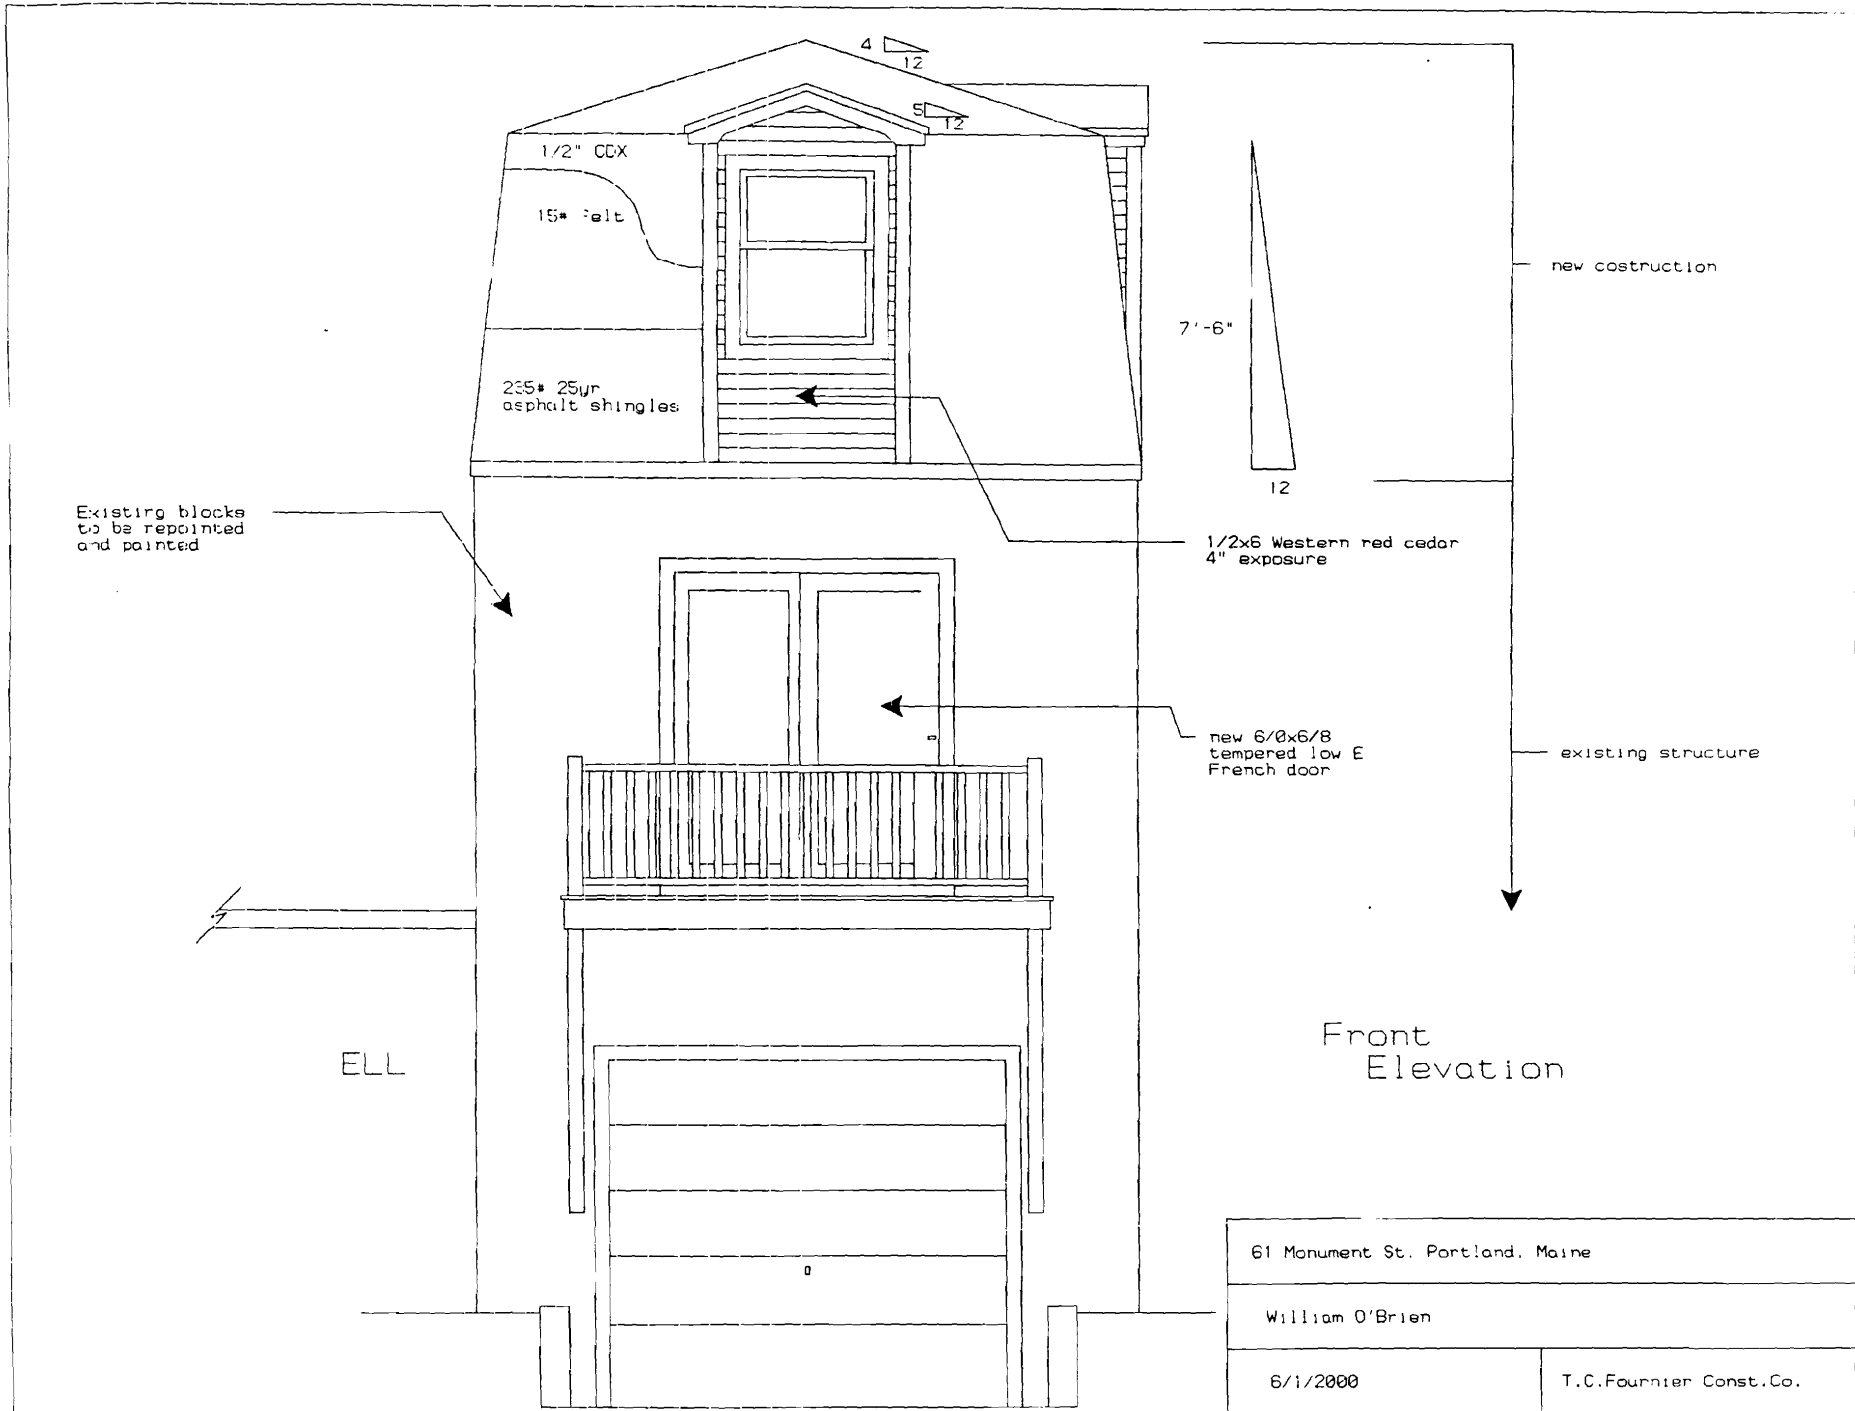 4
12
5
12
1/2" CDX
15# felt
new costruction
7'-6"
235# 25yr
asphalt shingles
12
Existing blocks
to be repointed
and painted
1/2x6 Western red cedar
4" exposure
new 6/0x6/8
tempered low E
French door
existing structure
Front
Elevation
ELL
61 Monument St. Portland, Maine
William O'Brien
6/1/2000
T.C.Fournier Const.Co.